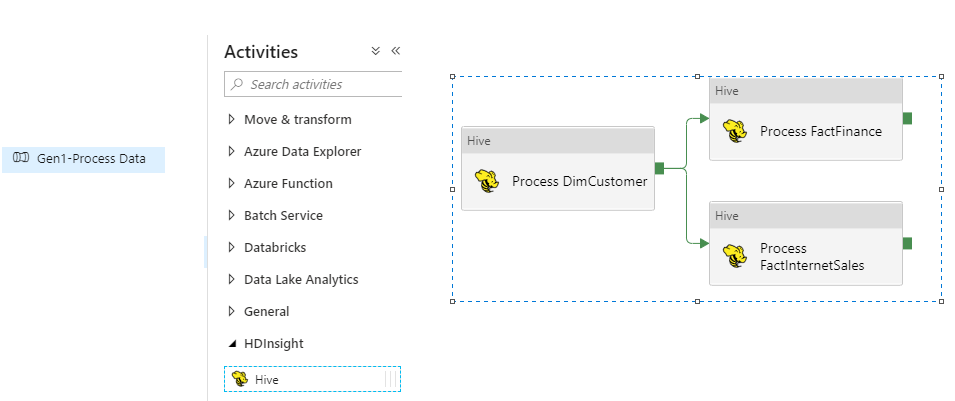 Gen1-Process Data
Activities
Search activities
Move & transform
Azure Data Explorer
Azure Function
Batch Service
Databricks
Data Lake Analytics
General
HDInsight
Hive
Hive
Process DimCustomer
Hive
Process FactFinance
Hive
Process
FactInternetSales